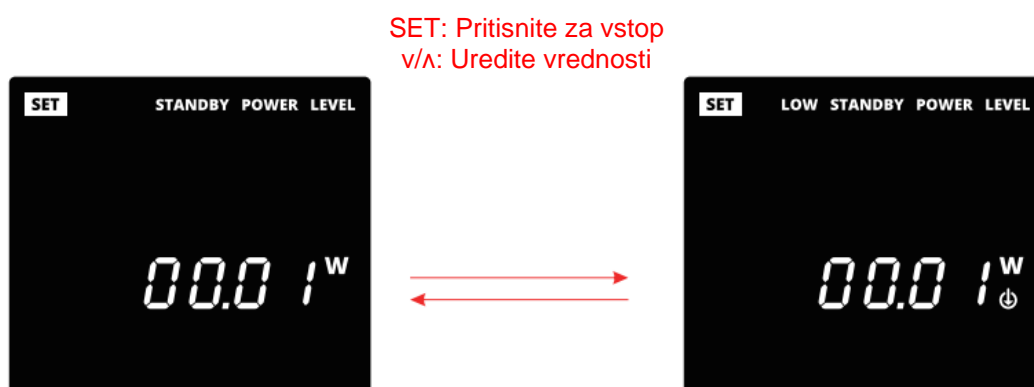 SET: Pritisnite za vstop
v/ʌ: Uredite vrednosti
SET STANDBY POWER LEVEL
00.01 W
SET LOW STANDBY POWER LEVEL
00.01 W